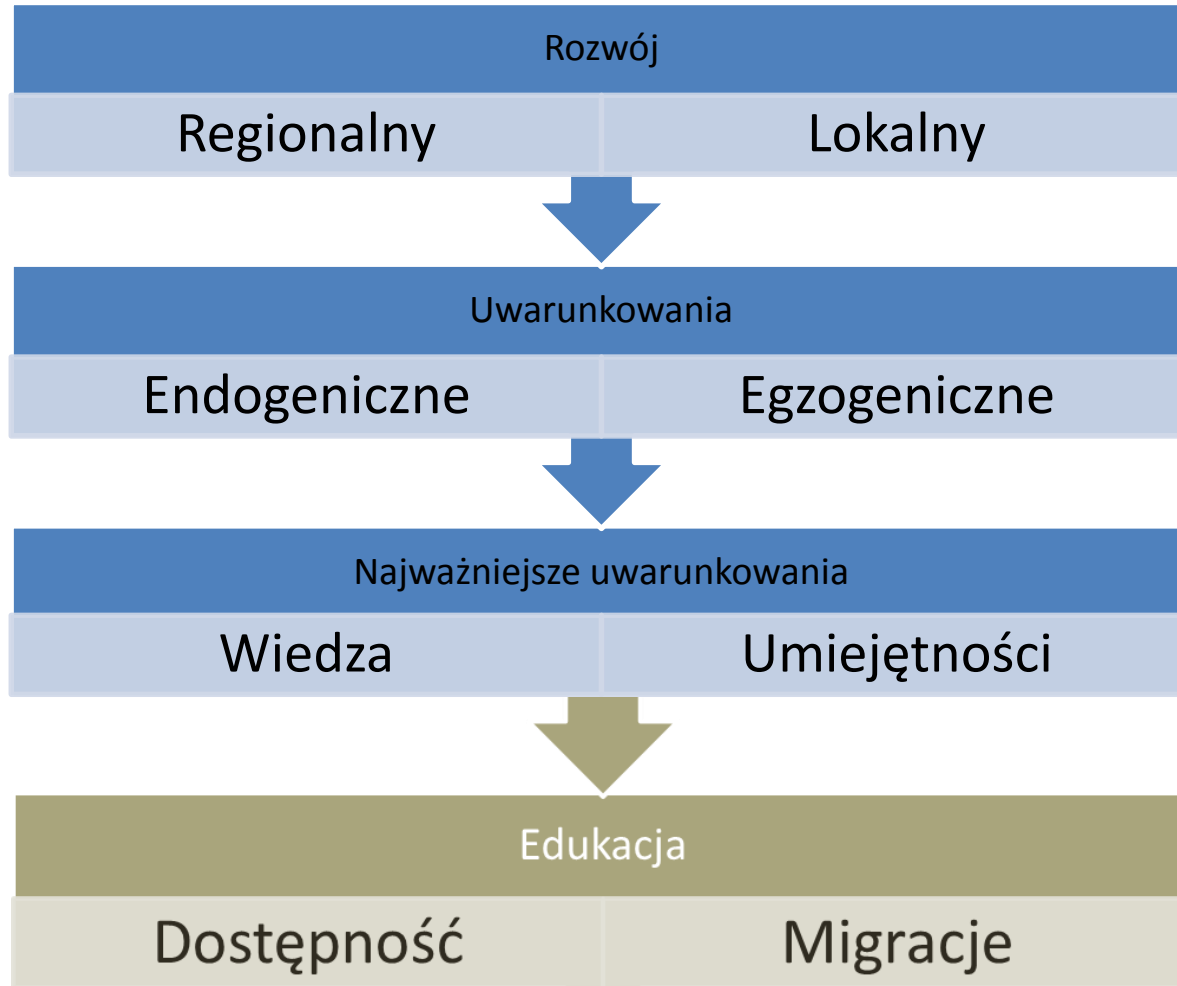 Rozwój
Regionalny Lokalny
Uwarunkowania
Endogeniczne Egzogeniczne
Najważniejsze uwarunkowania
Wiedza Umiejętności
Edukacja
Dostępność Migracje